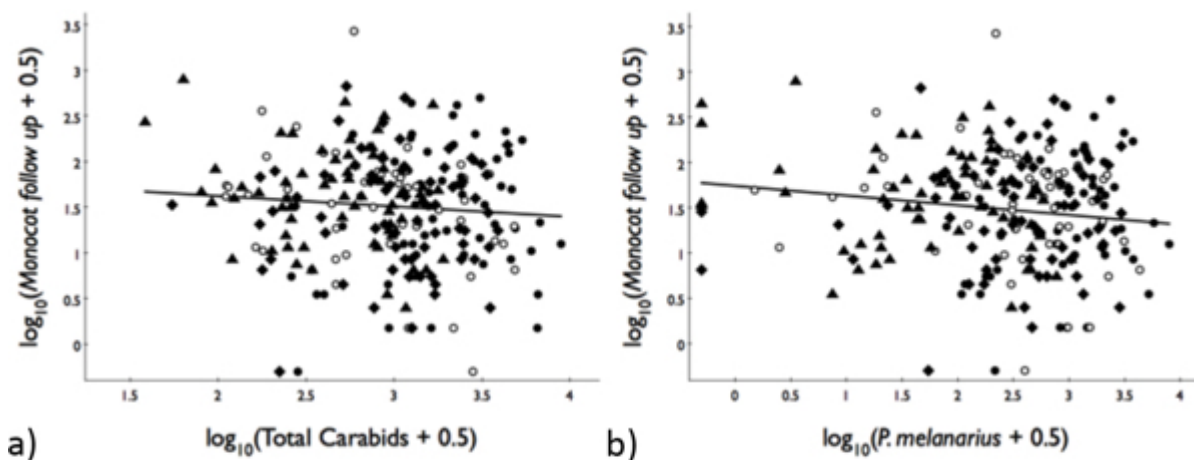 log10(Monocot follow up + 0.5)
3.5
3
2.5
2
1.5
1
0.5
0
1.5 2 2.5 3 3.5 4
a) log10(Total Carabids + 0.5)
log10(Monocot follow up + 0.5)
3.5
3
2.5
2
1.5
1
0.5
0
0 0.5 1 1.5 2 2.5 3 3.5 4
b) log10(P. melanarius + 0.5)